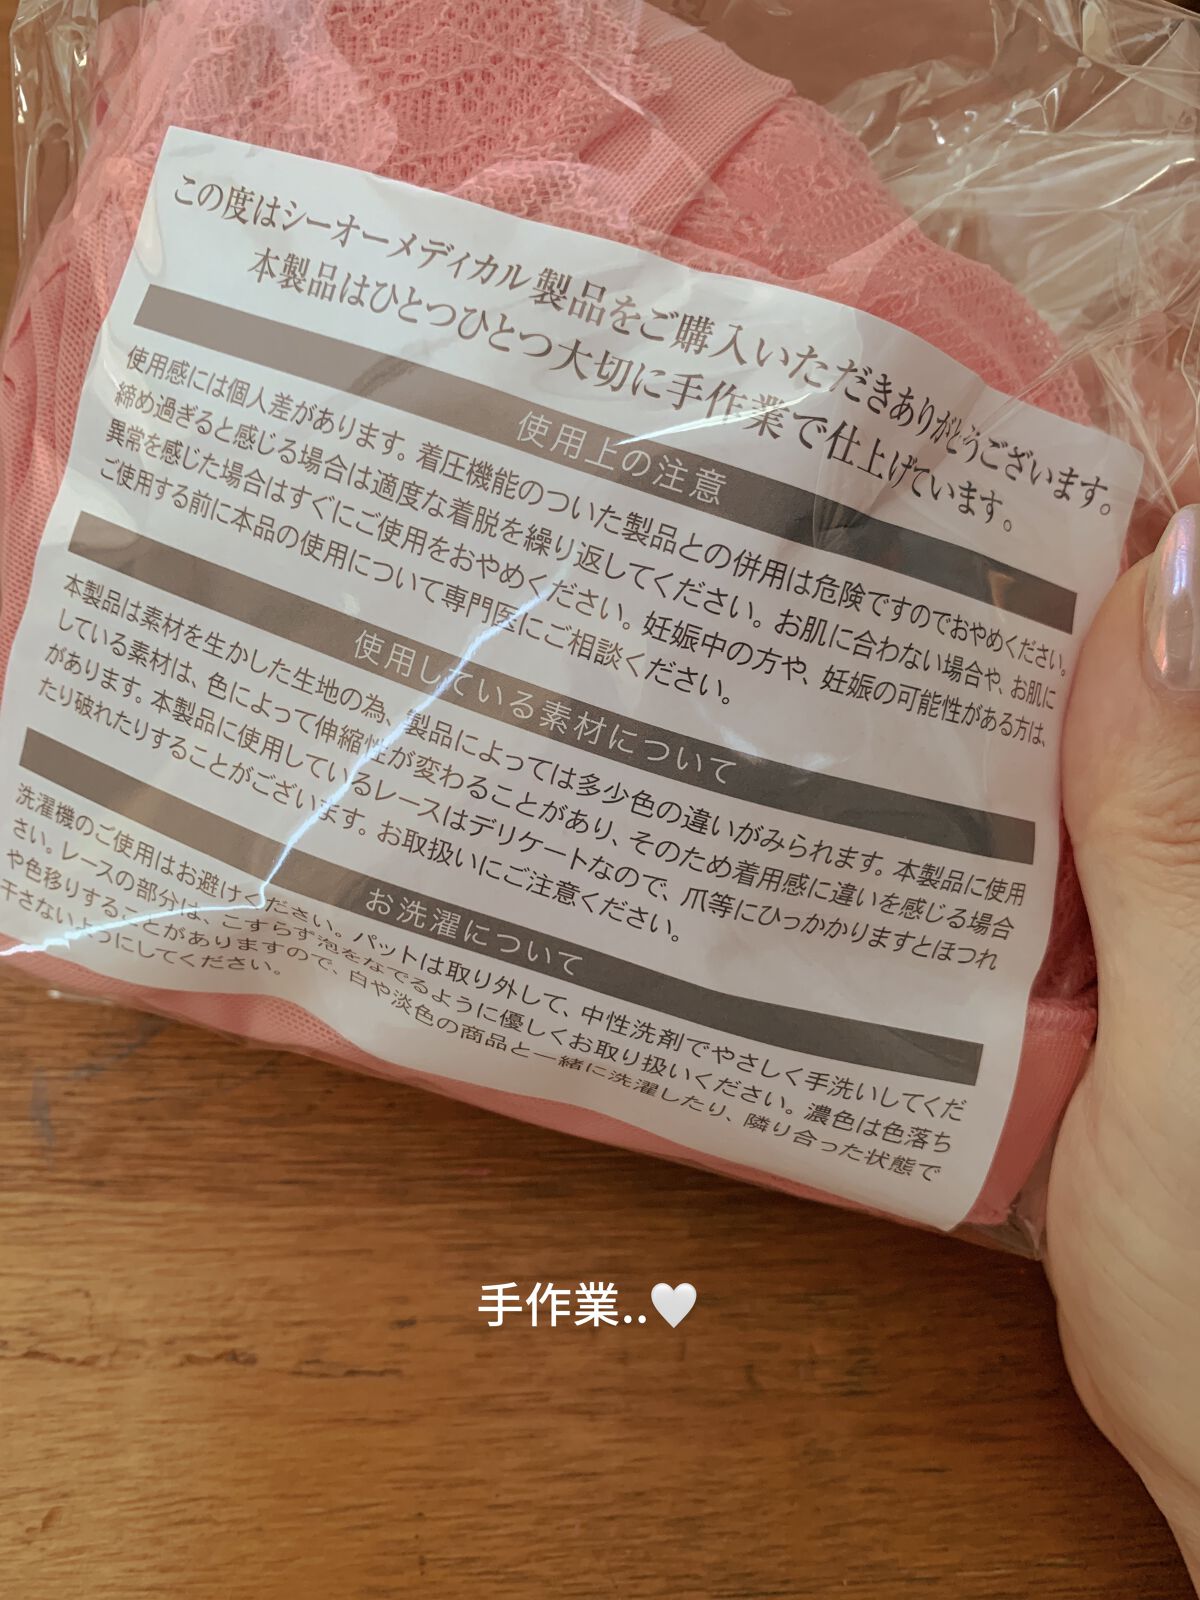 この度はシーオーメディカル製品をご購入いただきありがとうございます。
本製品はひとつひとつ大切に手作業で仕上げています。
使用上の注意
使用感には個人差があります。着圧機能のついた製品との併用は危険ですのでおやめください。
締め過ぎると感じる場合は適度な着脱を繰り返してください。お肌に合わない場合や、お肌に
異常を感じた場合はすぐにご使用をおやめください。妊娠中の方や、妊娠の可能性がある方は、
ご使用する前に本品の使用について専門医にご相談ください。
使用している素材について
本製品は素材を生かした生地の為、製品によっては多少色の違いがみられます。本製品に使用
している素材は、色によって伸縮性が変わることがあり、そのため着用感に違いを感じる場合
があります。本製品に使用しているレースはデリケートなので、爪等にひっかかりますとほつれ
たり破れたりすることがございます。お取扱いにご注意ください。
お洗濯について
洗濯機のご使用はお避けください。パットは取り外して、中性洗剤でやさしく手洗いしてくだ
さい。レースの部分は、こすらず泡をなでるように優しくお取り扱いください。濃色は色落ち
や色移りすることがありますので、白や淡色の商品と一緒に洗濯したり、隣り合った状態で
干さないようにしてください。
手作業..🤍